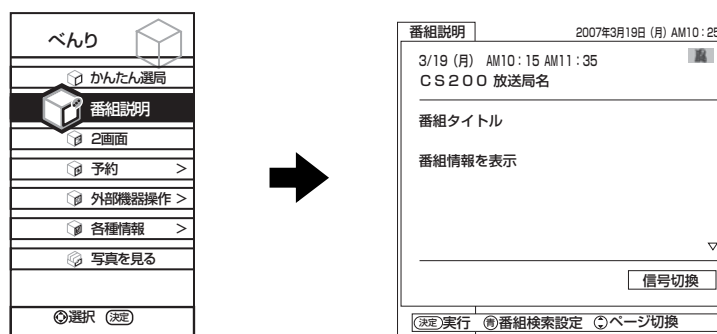 べんり
かんたん選局
番組説明
2画面
予約 >
外部機器操作 >
各種情報 >
写真を見る
選択 決定
番組説明 2007年3月19日(月) AM10:25
3/19(月) AM10:15 AM11:35
CS200 放送局名
番組タイトル
番組情報を表示
信号切換
決定 実行 青 番組検索設定 ページ切換